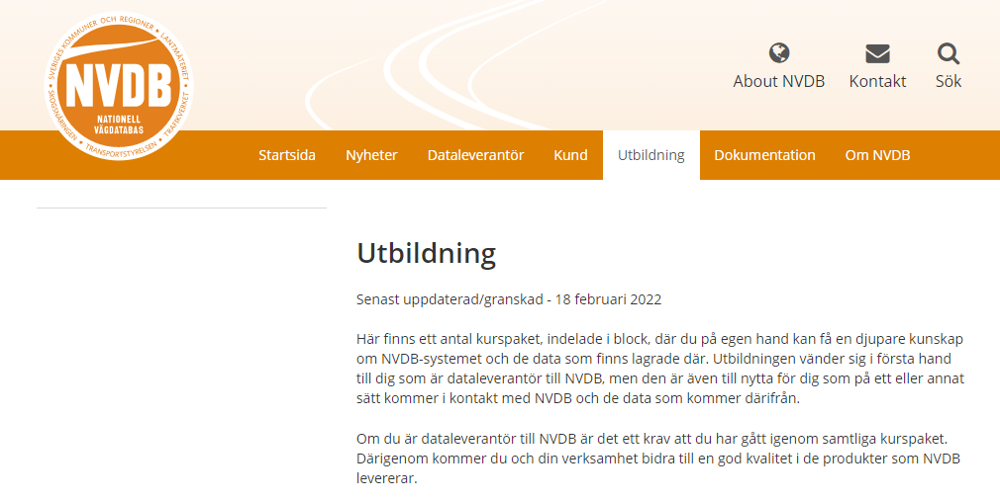 SVERIGES KOMMUNER OCH REGIONER • LANTMÄTERIET • TRAFIKVERKET • TRANSPORTSTYRELSEN • SKOGSNÄRINGEN •
NVDB
NATIONELL
VÄGDATABAS
About NVDB Kontakt Sök
Startsida Nyheter Dataleverantör Kund Utbildning Dokumentation Om NVDB
Utbildning
Senast uppdaterad/granskad - 18 februari 2022
Här finns ett antal kurspaket, indelade i block, där du på egen hand kan få en djupare kunskap
om NVDB-systemet och de data som finns lagrade där. Utbildningen vänder sig i första hand
till dig som är dataleverantör till NVDB, men den är även till nytta för dig som på ett eller annat
sätt kommer i kontakt med NVDB och de data som kommer därifrån.
Om du är dataleverantör till NVDB är det ett krav att du har gått igenom samtliga kurspaket.
Därigenom kommer du och din verksamhet bidra till en god kvalitet i de produkter som NVDB
levererar.